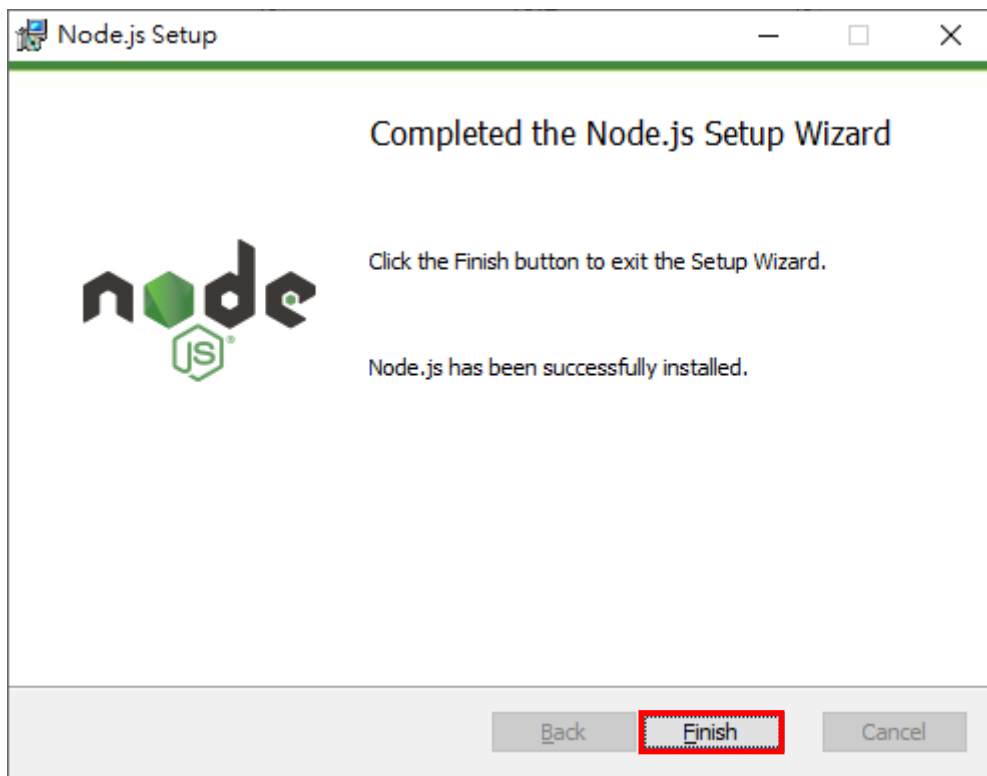 Node.js Setup
Completed the Node.js Setup Wizard
Click the Finish button to exit the Setup Wizard.
node
JS®
Node.js has been successfully installed.
Back
Finish
Cancel